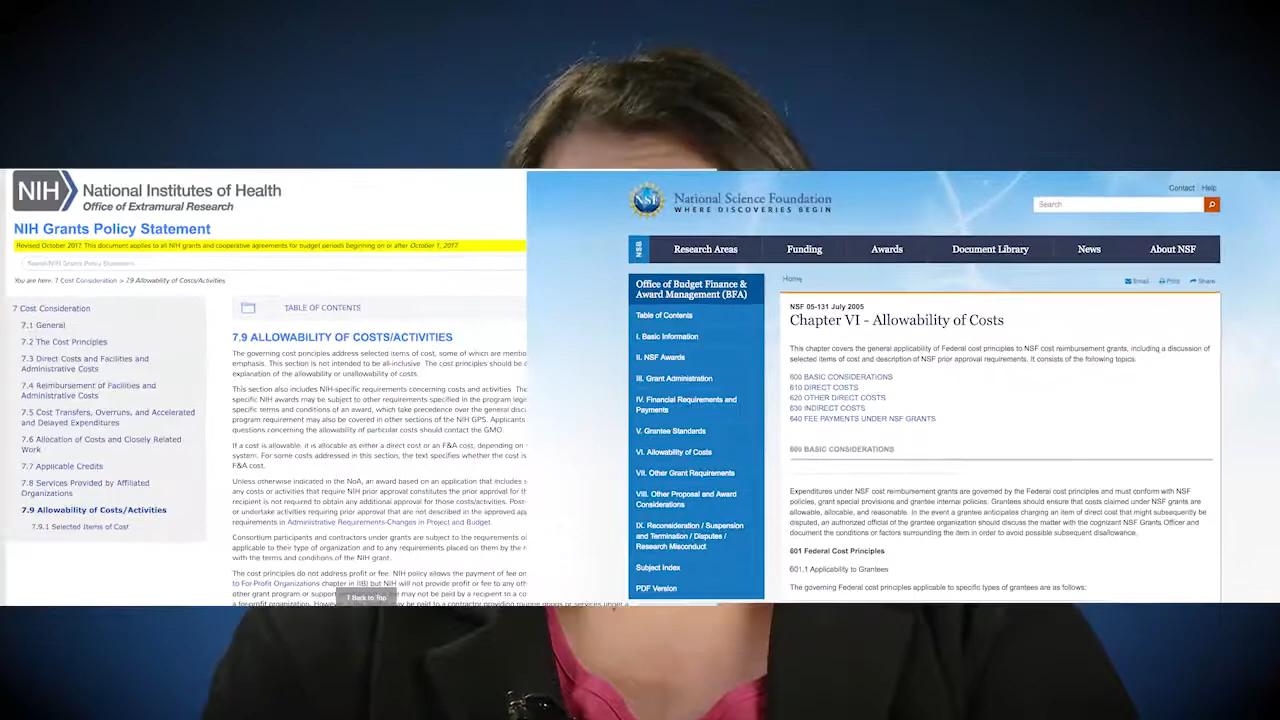 NIH National Institutes of Health
Office of Extramural Research
NIH Grants Policy Statement
Revised October 2017. This document applies to all NIH grants and cooperative agreements for budget periods beginning on or after October 1, 2017
Search NIH Grants Policy Statement
You are here: 7 Cost Consideration > 7.9 Allowability of Costs/Activities
7 Cost Consideration
7.1 General
7.2 The Cost Principles
7.3 Direct Costs and Facilities and
Administrative Costs
7.4 Reimbursement of Facilities and
Administrative Costs
7.5 Cost Transfers, Overruns, and Accelerated
and Delayed Expenditures
7.6 Allocation of Costs and Closely Related
Work
7.7 Applicable Credits
7.8 Services Provided by Affiliated
Organizations
7.9 Allowability of Costs/Activities
7.9.1 Selected Items of Cost
TABLE OF CONTENTS
7.9 ALLOWABILITY OF COSTS/ACTIVITIES
The governing cost principles address selected items of cost, some of which are mentio
emphasis. This section is not intended to be all-inclusive. The cost principles should be c
explanation of the allowability or unallowability of costs.
This section also includes NIH-specific requirements concerning costs and activities. The
specific NIH awards may be subject to other requirements specified in the program legis
specific terms and conditions of an award, which take precedence over the general discu
program requirement may also be covered in other sections of the NIH GPS. Applicants
questions concerning the allowability of particular costs should contact the GMO.
If a cost is allowable, it is allocable as either a direct cost or an F&A cost, depending on
system. For some costs addressed in this section, the text specifies whether the cost is
F&A cost.
Unless otherwise indicated in the NoA, an award based on an application that includes s
any costs or activities that require NIH prior approval constitutes the prior approval for th
recipient is not required to obtain any additional approval for those costs/activities. Post-
or undertake activities requiring prior approval that are not described in the approved app
requirements in Administrative Requirements-Changes in Project and Budget.
Consortium participants and contractors under grants are subject to the requirements o
applicable to their type of organization and to any requirements placed on them by the r
with the terms and conditions of the NIH grant.
The cost principles do not address profit or fee. NIH policy allows the payment of fee on
to For-Profit Organizations chapter in IIB) but NIH will not provide profit or fee to any oth
other grant program or support may not be paid by a recipient to a co
a for-profit organization. However be paid to a contractor providing routine goods or services under a
↑ Back to Top
NSF National Science Foundation
WHERE DISCOVERIES BEGIN
Contact Help
Search
NSB Research Areas Funding Awards Document Library News About NSF
Office of Budget Finance &
Award Management (BFA)
Table of Contents
I. Basic Information
II. NSF Awards
III. Grant Administration
IV. Financial Requirements and
Payments
V. Grantee Standards
VI. Allowability of Costs
VII. Other Grant Requirements
VIII. Other Proposal and Award
Considerations
IX. Reconsideration / Suspension
and Termination / Disputes /
Research Misconduct
Subject Index
PDF Version
Home
Email Print Share
NSF 05-131 July 2005
Chapter VI - Allowability of Costs
This chapter covers the general applicability of Federal cost principles to NSF cost reimbursement grants, including a discussion of
selected items of cost and description of NSF prior approval requirements. It consists of the following topics.
600 BASIC CONSIDERATIONS
610 DIRECT COSTS
620 OTHER DIRECT COSTS
630 INDIRECT COSTS
640 FEE PAYMENTS UNDER NSF GRANTS
600 BASIC CONSIDERATIONS
Expenditures under NSF cost reimbursement grants are governed by the Federal cost principles and must conform with NSF
policies, grant special provisions and grantee internal policies. Grantees should ensure that costs claimed under NSF grants are
allowable, allocable, and reasonable. In the event a grantee anticipates charging an item of direct cost that might subsequently be
disputed, an authorized official of the grantee organization should discuss the matter with the cognizant NSF Grants Officer and
document the conditions or factors surrounding the item in order to avoid possible subsequent disallowance.
601 Federal Cost Principles
601.1 Applicability to Grantees
The governing Federal cost principles applicable to specific types of grantees are as follows: